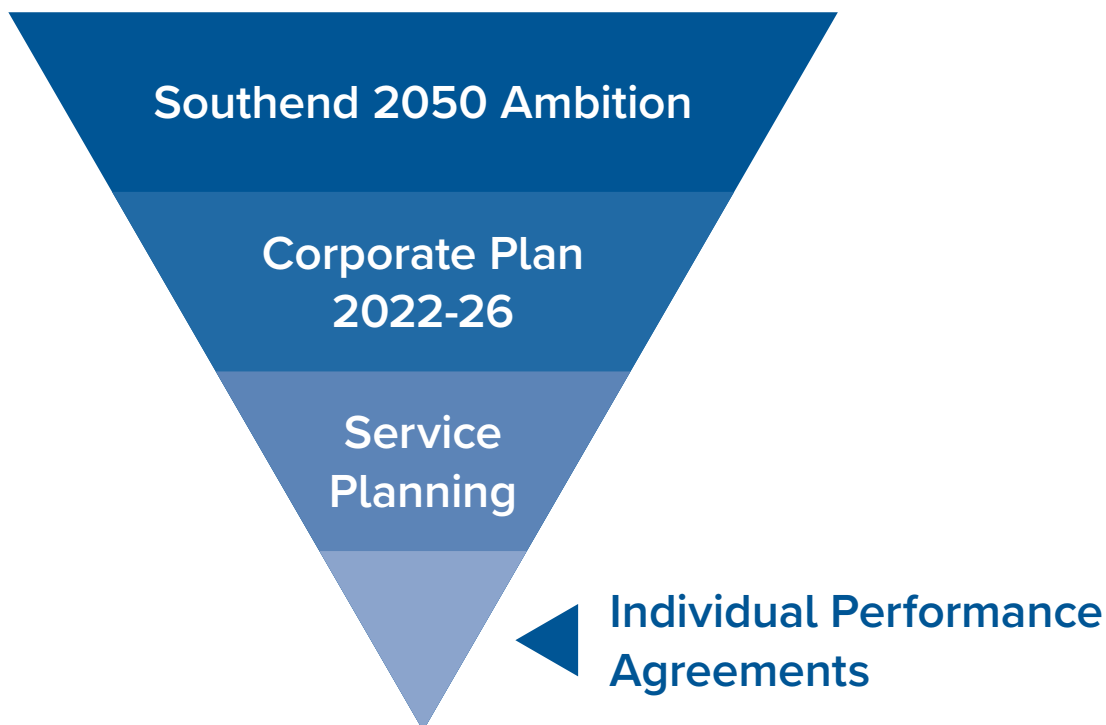 Southend 2050 Ambition
Corporate Plan
2022-26
Service
Planning
Individual Performance
Agreements